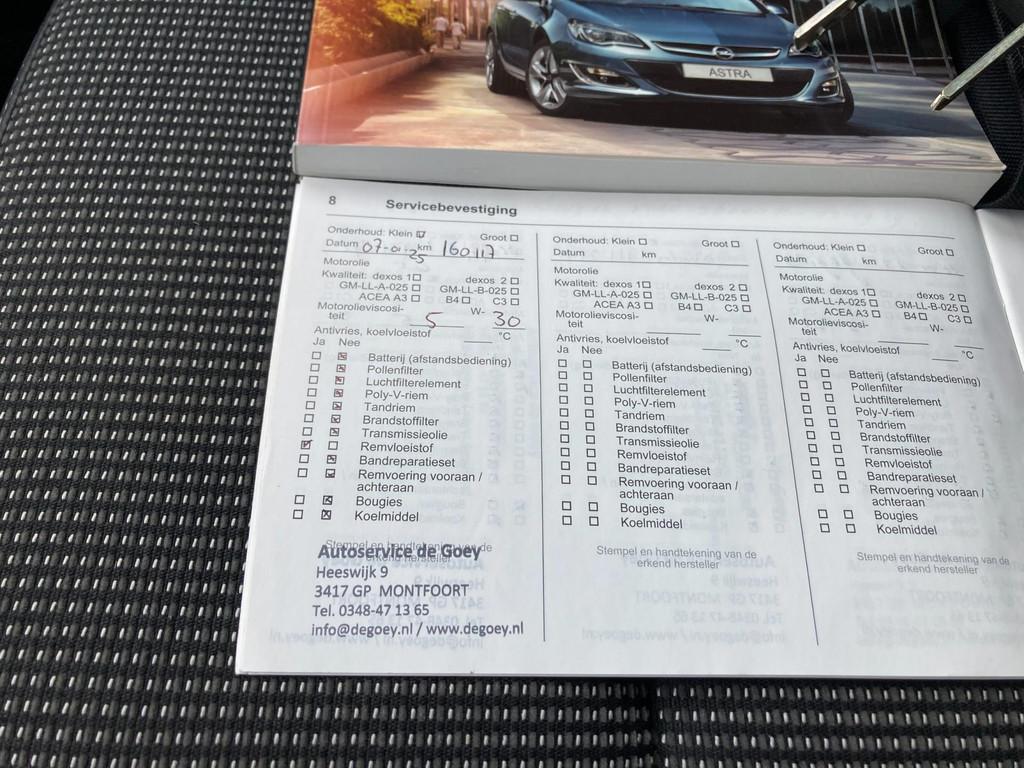 ASTRA
8 Servicebevestiging
Onderhoud: Klein ☑ Groot ☐
Datum 07-01-25 km 160117
Motorolie
Kwaliteit: dexos 1 ☐ dexos 2 ☐
GM-LL-A-025 ☐ GM-LL-B-025 ☐
ACEA A3 ☐ B4 ☐ C3 ☐
Motorolieviscosi-
teit 5 W- 30
Antivries, koelvloeistof °C
Ja Nee
☐ ☒ Batterij (afstandsbediening)
☐ ☒ Pollenfilter
☐ ☒ Luchtfilterelement
☐ ☒ Poly-V-riem
☐ ☒ Tandriem
☐ ☒ Brandstoffilter
☐ ☒ Transmissieolie
☑ ☐ Remvloeistof
☐ ☒ Bandreparatieset
☐ ☒ Remvoering vooraan /
achteraan
☐ ☒ Bougies
☐ ☒ Koelmiddel
Stempel en handtekening van de
erkend hersteller
Autoservice de Goey
Heeswijk 9
3417 GP MONTFOORT
Tel. 0348-47 13 65
info@degoey.nl / www.degoey.nl
Onderhoud: Klein ☐ Groot ☐
Datum km
Motorolie
Kwaliteit: dexos 1 ☐ dexos 2 ☐
GM-LL-A-025 ☐ GM-LL-B-025 ☐
ACEA A3 ☐ B4 ☐ C3 ☐
Motorolieviscosi-
teit W-
Antivries, koelvloeistof °C
Ja Nee
☐ ☐ Batterij (afstandsbediening)
☐ ☐ Pollenfilter
☐ ☐ Luchtfilterelement
☐ ☐ Poly-V-riem
☐ ☐ Tandriem
☐ ☐ Brandstoffilter
☐ ☐ Transmissieolie
☐ ☐ Remvloeistof
☐ ☐ Bandreparatieset
☐ ☐ Remvoering vooraan /
achteraan
☐ ☐ Bougies
☐ ☐ Koelmiddel
Stempel en handtekening van de
erkend hersteller
Onderhoud: Klein ☐ Groot ☐
Datum km
Motorolie
Kwaliteit: dexos 1 ☐ dexos 2 ☐
GM-LL-A-025 ☐ GM-LL-B-025 ☐
ACEA A3 ☐ B4 ☐ C3 ☐
Motorolieviscosi-
teit W-
Antivries, koelvloeistof °C
Ja Nee
☐ ☐ Batterij (afstandsbediening)
☐ ☐ Pollenfilter
☐ ☐ Luchtfilterelement
☐ ☐ Poly-V-riem
☐ ☐ Tandriem
☐ ☐ Brandstoffilter
☐ ☐ Transmissieolie
☐ ☐ Remvloeistof
☐ ☐ Bandreparatieset
☐ ☐ Remvoering vooraan /
achteraan
☐ ☐ Bougies
☐ ☐ Koelmiddel
Stempel en handtekening van de
erkend hersteller